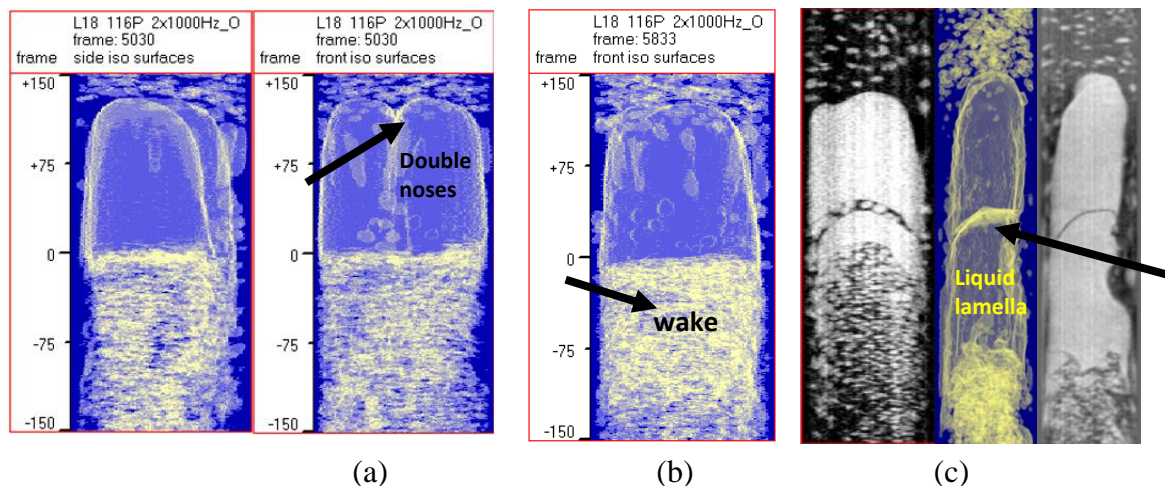 L18 116P 2x1000Hz_O
frame: 5030
frame side iso surfaces
+150
+75
0
-75
-150
L18 116P 2x1000Hz_O
frame: 5030
frame front iso surfaces
+150
+75
0
-75
-150
Double
noses
(a)
L18 116P 2x1000Hz_O
frame: 5833
frame front iso surfaces
+150
+75
0
-75
-150
wake
(b)
Liquid
lamella
(c)